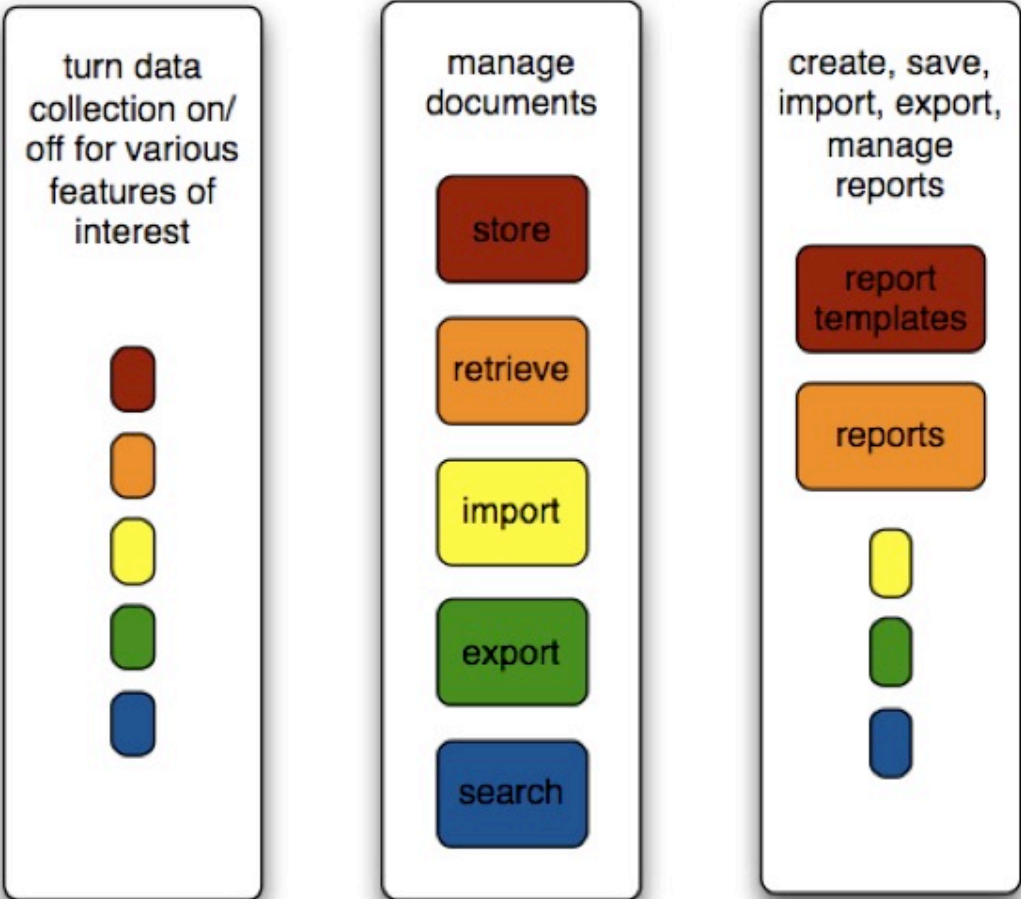 turn data
collection on/
off for various
features of
interest
manage
documents
store
retrieve
import
export
search
create, save,
import, export,
manage
reports
report
templates
reports